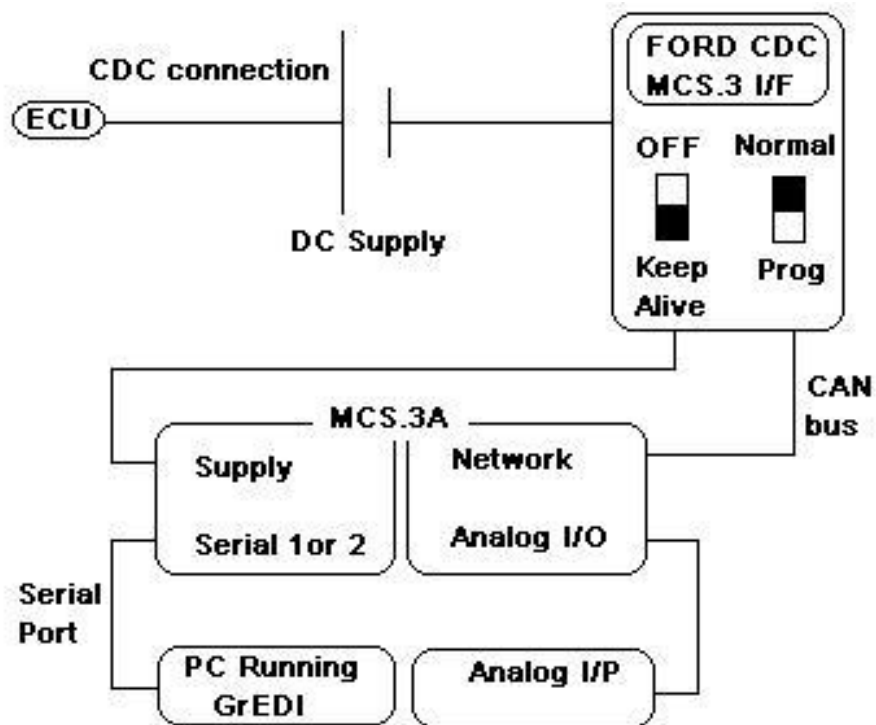 FORD CDC
MCS.3 I/F
CDC connection
ECU
OFF Normal
DC Supply
Keep
Alive
Prog
CAN
bus
MCS.3A
Supply
Network
Serial 1or 2
Analog I/O
Serial
Port
PC Running
GrEDI
Analog I/P